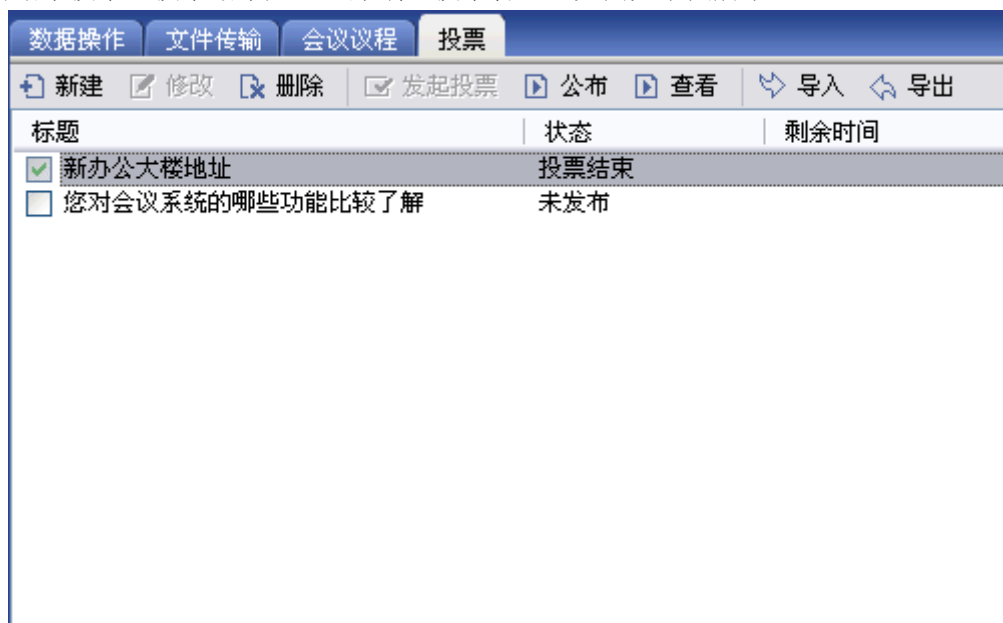 数据操作 文件传输 会议议程 投票
新建 修改 删除 发起投票 公布 查看 导入 导出
标题 状态 剩余时间
新办公大楼地址 投票结束
您对会议系统的哪些功能比较了解 未发布